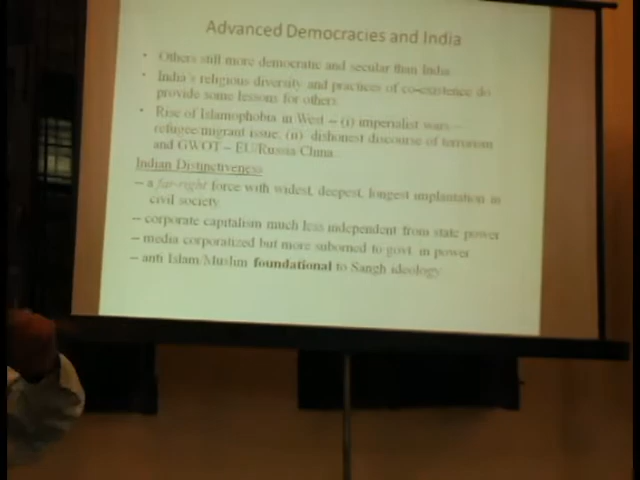 Advanced Democracies and India
• Others still more democratic and secular than India
• India's religious diversity and practices of co-existence do
provide some lessons for others
• Rise of Islamophobia in West – (i) imperialist wars –
refugee/migrant issue, (ii) dishonest discourse of terrorism
and GWOT – EU/Russia/China..
Indian Distinctiveness
– a far-right force with widest, deepest, longest implantation in
civil society
– corporate capitalism much less independent from state power
– media corporatized but more suborned to govt. in power
– anti Islam/Muslim foundational to Sangh ideology